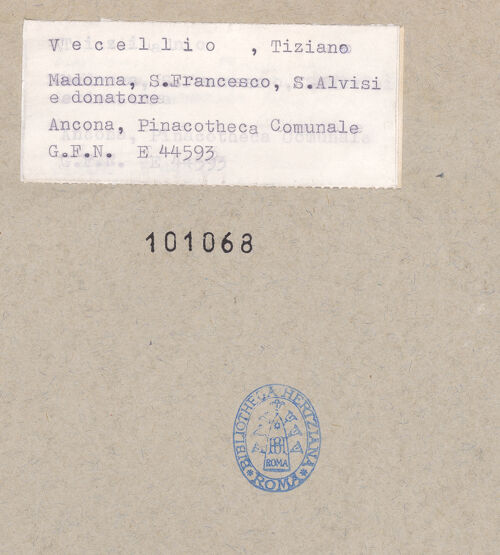 Vecellio , Tiziano
Madonna, S.Francesco, S.Alvisi
e donatore
Ancona, Pinacotheca Comunale
G.F.N. E 44593
101068
BIBLIOTHECA HERTZIANA
ROMA
ROMA